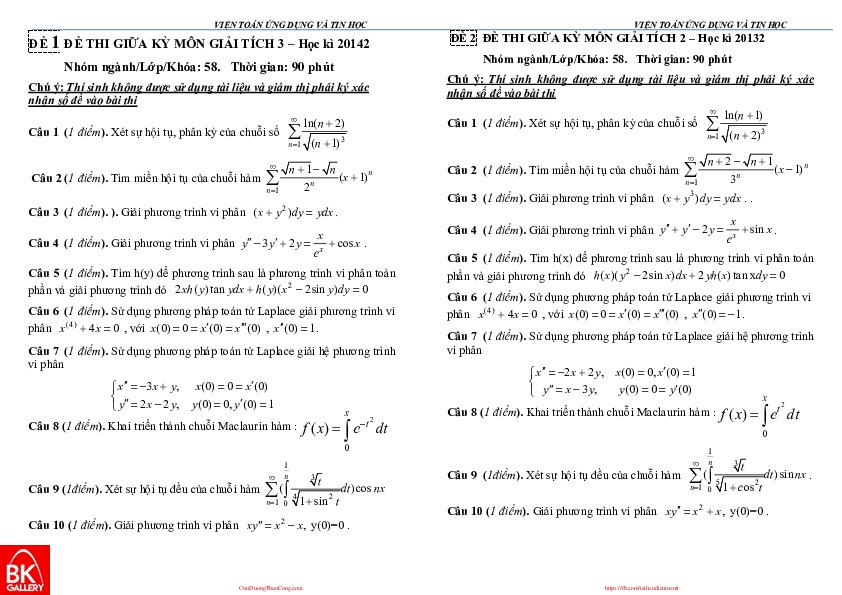 VIỆN TOÁN ỨNG DỤNG VÀ TIN HỌC
ĐỀ 1 ĐỀ THI GIỮA KỲ MÔN GIẢI TÍCH 3 – Học kì 20142
Nhóm ngành/Lớp/Khóa: 58. Thời gian: 90 phút
Chú ý: Thí sinh không được sử dụng tài liệu và giám thị phải ký xác
nhận số đề vào bài thi
Câu 1 (1 điểm). Xét sự hội tụ, phân kỳ của chuỗi số $\sum_{n=1}^{\infty}\frac{\ln(n+2)}{\sqrt{(n+1)^3}}$
Câu 2 (1 điểm). Tìm miền hội tụ của chuỗi hàm $\sum_{n=1}^{\infty}\frac{\sqrt{n+1}-\sqrt{n}}{2^n}(x+1)^n$
Câu 3 (1 điểm). ). Giải phương trình vi phân $(x+y^2)dy=ydx$.
Câu 4 (1 điểm). Giải phương trình vi phân $y''-3y'+2y=\frac{x}{e^x}+\cos x$ .
Câu 5 (1 điểm). Tìm h(y) để phương trình sau là phương trình vi phân toàn
phần và giải phương trình đó $2xh(y)\tan ydx+h(y)(x^2-2\sin y)dy=0$
Câu 6 (1 điểm). Sử dụng phương pháp toán tử Laplace giải phương trình vi
phân $x^{(4)}+4x=0$ , với $x(0)=0=x'(0)=x'''(0)$ , $x''(0)=1$.
Câu 7 (1 điểm). Sử dụng phương pháp toán tử Laplace giải hệ phương trình
vi phân
$\begin{cases}x''=-3x+y, & x(0)=0=x'(0)\\ y''=2x-2y, & y(0)=0,y'(0)=1\end{cases}$
Câu 8 (1 điểm). Khai triển thành chuỗi Maclaurin hàm : $f(x)=\int_0^x e^{-t^2}dt$
Câu 9 (1điểm). Xét sự hội tụ đều của chuỗi hàm $\sum_{n=1}^{\infty}(\int_0^{\frac{1}{n}}\frac{\sqrt[3]{t}}{\sqrt[4]{1+\sin^2 t}}dt)\cos nx$
Câu 10 (1 điểm). Giải phương trình vi phân $xy''=x^2-x$, y(0)=0 .
BK
GALLERY
CuuDuongThanCong.com
VIỆN TOÁN ỨNG DỤNG VÀ TIN HỌC
ĐỀ 2 ĐỀ THI GIỮA KỲ MÔN GIẢI TÍCH 2 – Học kì 20132
Nhóm ngành/Lớp/Khóa: 58. Thời gian: 90 phút
Chú ý: Thí sinh không được sử dụng tài liệu và giám thị phải ký xác
nhận số đề vào bài thi
Câu 1 (1 điểm). Xét sự hội tụ, phân kỳ của chuỗi số $\sum_{n=1}^{\infty}\frac{\ln(n+1)}{\sqrt{(n+2)^3}}$
Câu 2 (1 điểm). Tìm miền hội tụ của chuỗi hàm $\sum_{n=1}^{\infty}\frac{\sqrt{n+2}-\sqrt{n+1}}{3^n}(x-1)^n$
Câu 3 (1 điểm). Giải phương trình vi phân $(x+y^3)dy=ydx$ . .
Câu 4 (1 điểm). Giải phương trình vi phân $y''+y'-2y=\frac{x}{e^x}+\sin x$ .
Câu 5 (1 điểm). Tìm h(x) để phương trình sau là phương trình vi phân toàn
phần và giải phương trình đó $h(x)(y^2-2\sin x)dx+2yh(x)\tan xdy=0$
Câu 6 (1 điểm). Sử dụng phương pháp toán tử Laplace giải phương trình vi
phân $x^{(4)}+4x=0$ , với $x(0)=0=x'(0)=x'''(0)$ , $x''(0)=-1$.
Câu 7 (1 điểm). Sử dụng phương pháp toán tử Laplace giải hệ phương trình
vi phân
$\begin{cases}x''=-2x+2y, & x(0)=0,x'(0)=1\\ y''=x-3y, & y(0)=0=y'(0)\end{cases}$
Câu 8 (1 điểm). Khai triển thành chuỗi Maclaurin hàm : $f(x)=\int_0^x e^{t^2}dt$
Câu 9 (1điểm). Xét sự hội tụ đều của chuỗi hàm $\sum_{n=1}^{\infty}(\int_0^{\frac{1}{n}}\frac{\sqrt[3]{t}}{\sqrt[5]{1+\cos^2 t}}dt)\sin nx$ .
Câu 10 (1 điểm). Giải phương trình vi phân $xy''=x^2+x$, y(0)=0.
https://fb.com/tailieudientucntt